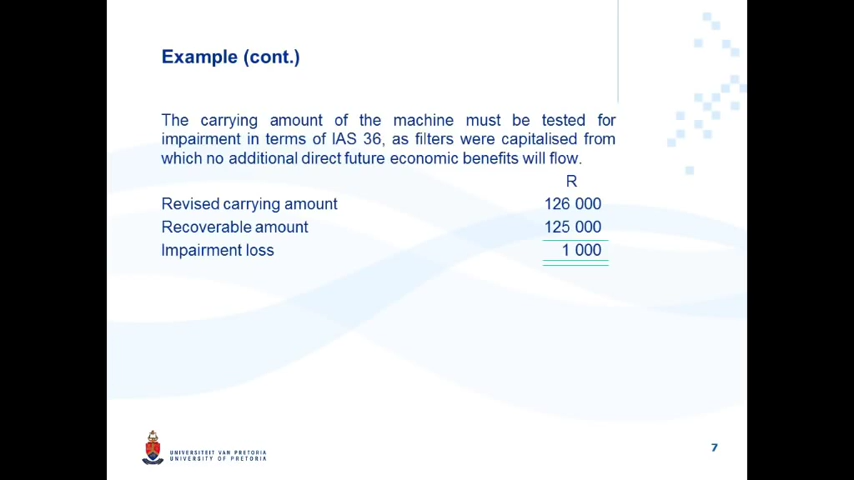 Example (cont.)
The carrying amount of the machine must be tested for
impairment in terms of IAS 36, as filters were capitalised from
which no additional direct future economic benefits will flow.
R
Revised carrying amount 126 000
Recoverable amount 125 000
Impairment loss 1 000
UNIVERSITEIT VAN PRETORIA
UNIVERSITY OF PRETORIA
7